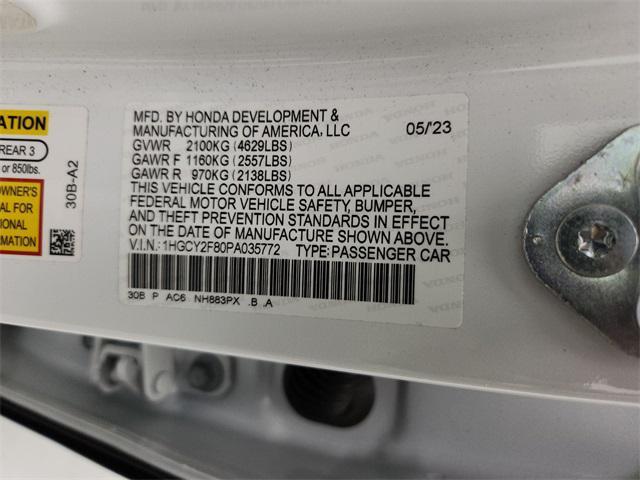 ATION
REAR 3
or 850lbs.
OWNER'S
AL FOR
IONAL
RMATION
30B-A2
MFD. BY HONDA DEVELOPMENT &
MANUFACTURING OF AMERICA, LLC 05/'23
GVWR 2100KG (4629LBS)
GAWR F 1160KG (2557LBS)
GAWR R 970KG (2138LBS)
THIS VEHICLE CONFORMS TO ALL APPLICABLE
FEDERAL MOTOR VEHICLE SAFETY, BUMPER,
AND THEFT PREVENTION STANDARDS IN EFFECT
ON THE DATE OF MANUFACTURE SHOWN ABOVE.
V.I.N.: 1HGCY2F80PA035772 TYPE:PASSENGER CAR
30B P AC6 NH883PX .B .A